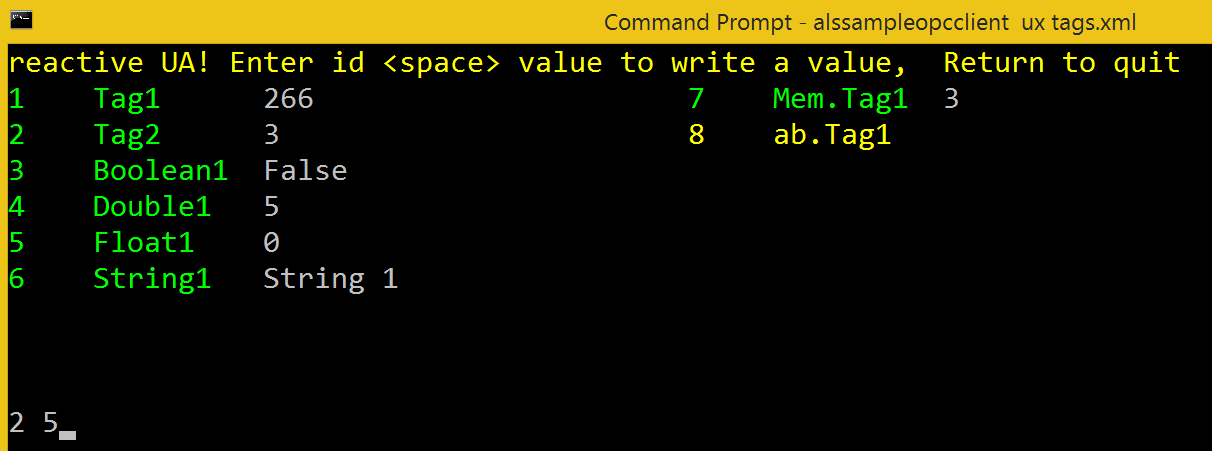 Command Prompt - alssampleopcclient  ux tags.xml
reactive UA! Enter id <space> value to write a value,  Return to quit
1    Tag1      266                      7    Mem.Tag1  3
2    Tag2      3                        8    ab.Tag1
3    Boolean1  False
4    Double1   5
5    Float1    0
6    String1   String 1
2 5